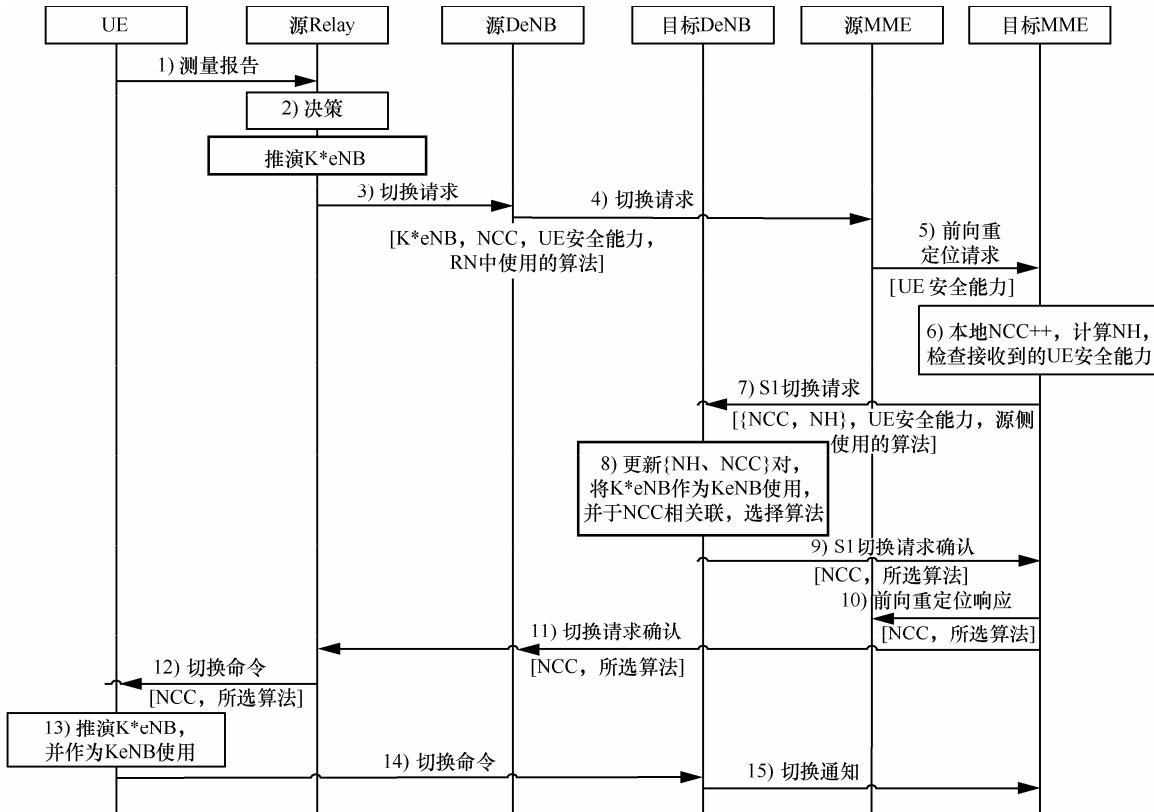 UE
源Relay
源DeNB
目标DeNB
源MME
目标MME
1) 测量报告
2) 决策
推演K*eNB
3) 切换请求
4) 切换请求
[K*eNB，NCC，UE安全能力，
RN中使用的算法]
5) 前向重
定位请求
[UE 安全能力]
6) 本地NCC++，计算NH，
检查接收到的UE安全能力
7) S1切换请求
[{NCC，NH}，UE安全能力，源侧
使用的算法]
8) 更新{NH、NCC}对，
将K*eNB作为KeNB使用，
并于NCC相关联，选择算法
9) S1切换请求确认
[NCC，所选算法]
10) 前向重定位响应
[NCC，所选算法]
11) 切换请求确认
[NCC，所选算法]
12) 切换命令
[NCC，所选算法]
13) 推演K*eNB，
并作为KeNB使用
14) 切换命令
15) 切换通知